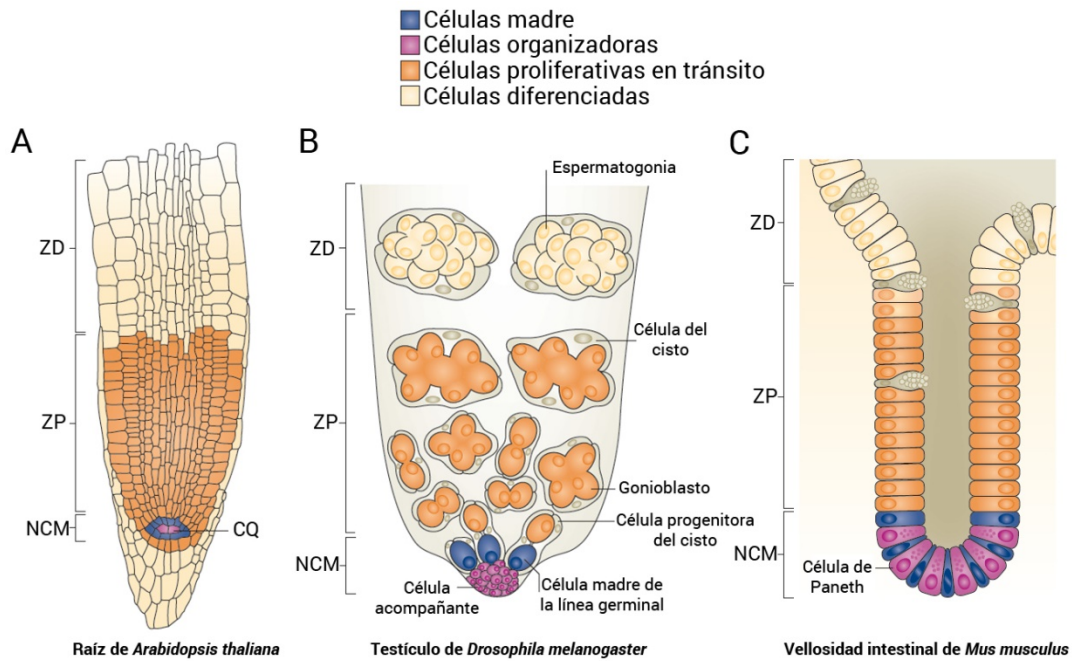 Células madre
Células organizadoras
Células proliferativas en tránsito
Células diferenciadas
A
ZD
ZP
NCM
CQ
Raíz de Arabidopsis thaliana
B
Espermatogonia
ZD
Célula del
cisto
ZP
Gonioblasto
Célula progenitora
del cisto
NCM
Célula
acompañante
Célula madre de
la línea germinal
Testículo de Drosophila melanogaster
C
ZD
ZP
NCM
Célula de
Paneth
Vellosidad intestinal de Mus musculus